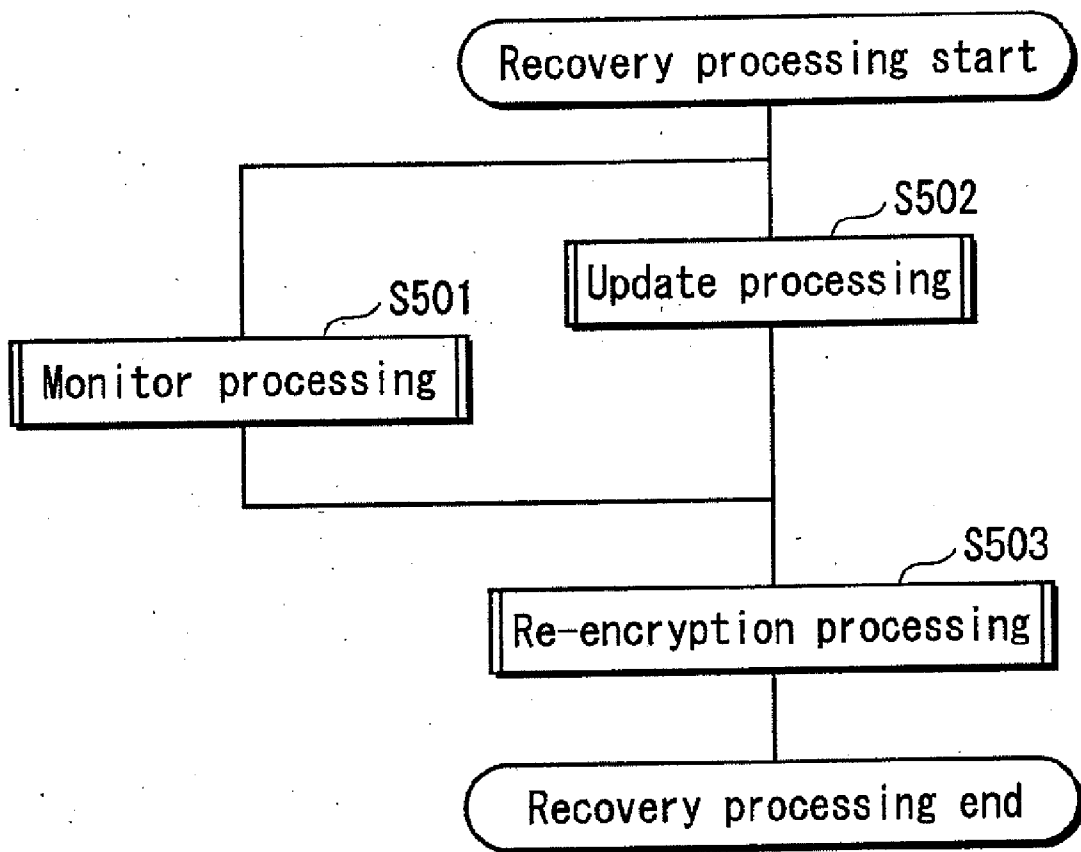 Recovery processing start
S502
Update processing
S501
Monitor processing
S503
Re-encryption processing
Recovery processing end